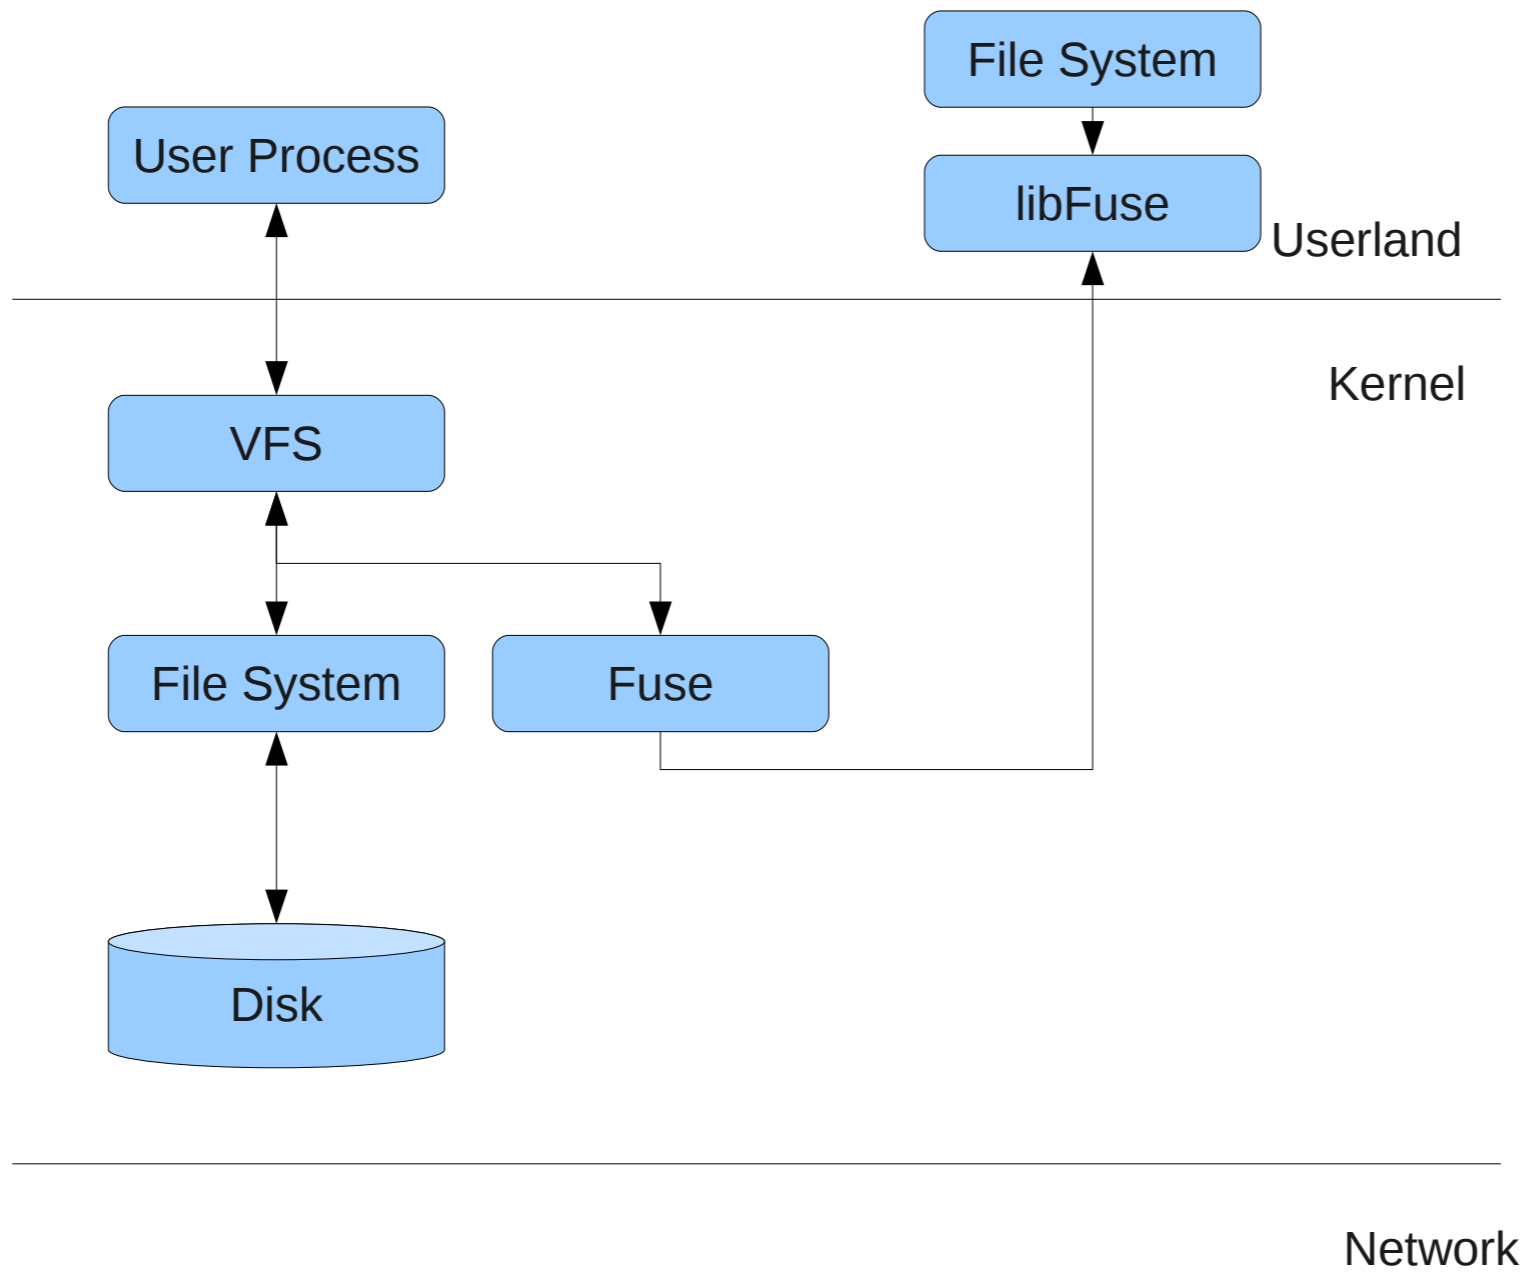 File System
User Process
libFuse
Userland
Kernel
VFS
File System
Fuse
Disk
Network